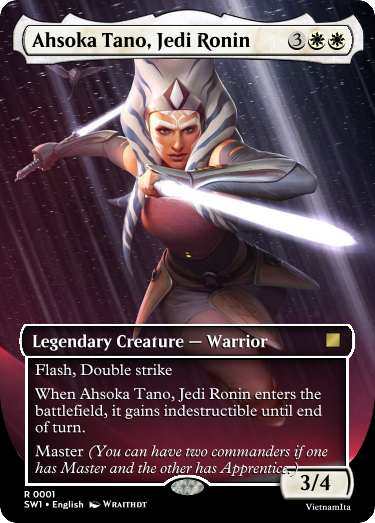 Ahsoka Tano, Jedi Ronin 3
Legendary Creature — Warrior
Flash, Double strike
When Ahsoka Tano, Jedi Ronin enters the
battlefield, it gains indestructible until end
of turn.
Master (You can have two commanders if one
has Master and the other has Apprentice.)
3/4
R 0001
SW1 • English WRAITHDT
VietnamIta